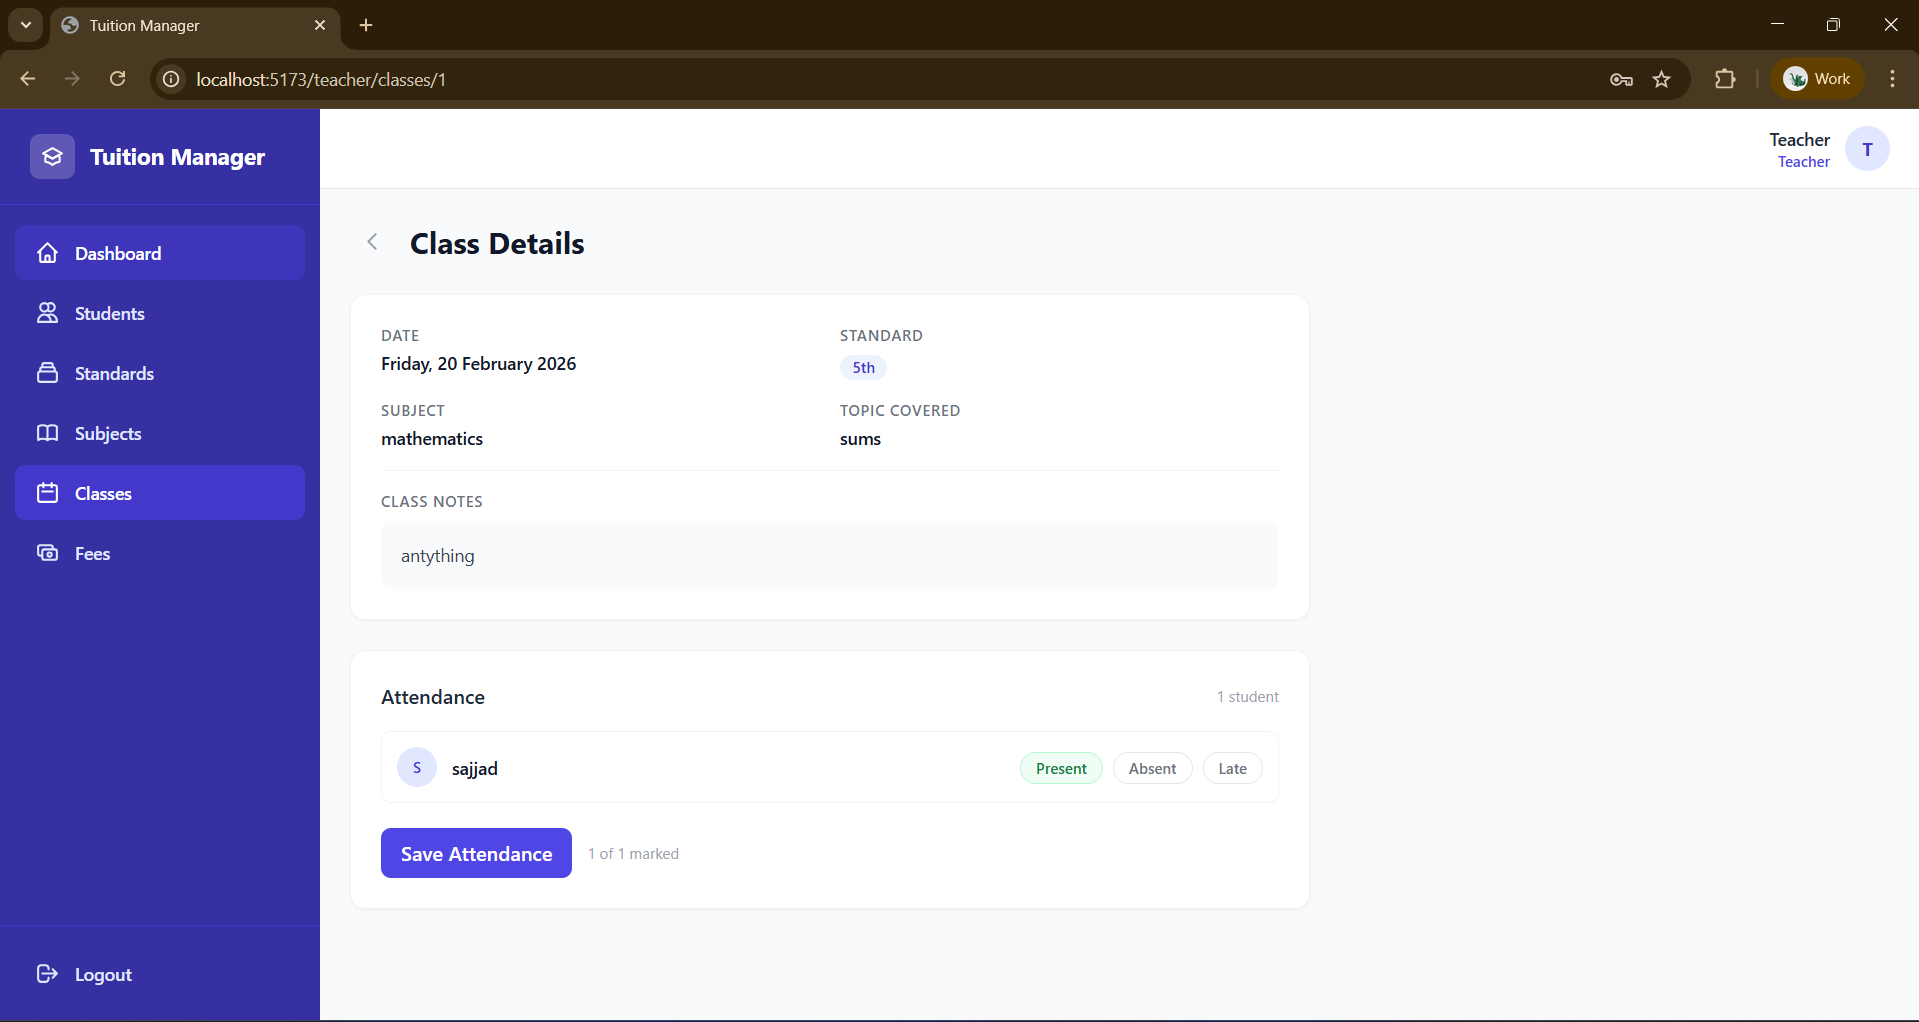 Tuition Manager
localhost:5173/teacher/classes/1
Work
Tuition Manager
Teacher
Teacher
T
Dashboard
Students
Standards
Subjects
Classes
Fees
Logout
Class Details
DATE
Friday, 20 February 2026
STANDARD
5th
SUBJECT
mathematics
TOPIC COVERED
sums
CLASS NOTES
antything
Attendance
1 student
S
sajjad
Present
Absent
Late
Save Attendance
1 of 1 marked